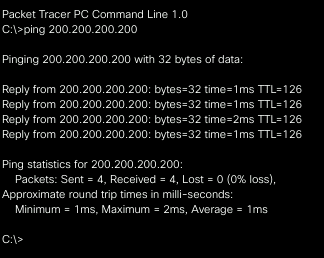 Packet Tracer PC Command Line 1.0
C:\>ping 200.200.200.200
Pinging 200.200.200.200 with 32 bytes of data:
Reply from 200.200.200.200: bytes=32 time=1ms TTL=126
Reply from 200.200.200.200: bytes=32 time=1ms TTL=126
Reply from 200.200.200.200: bytes=32 time=2ms TTL=126
Reply from 200.200.200.200: bytes=32 time=1ms TTL=126
Ping statistics for 200.200.200.200:
Packets: Sent = 4, Received = 4, Lost = 0 (0% loss),
Approximate round trip times in milli-seconds:
Minimum = 1ms, Maximum = 2ms, Average = 1ms
C:\>